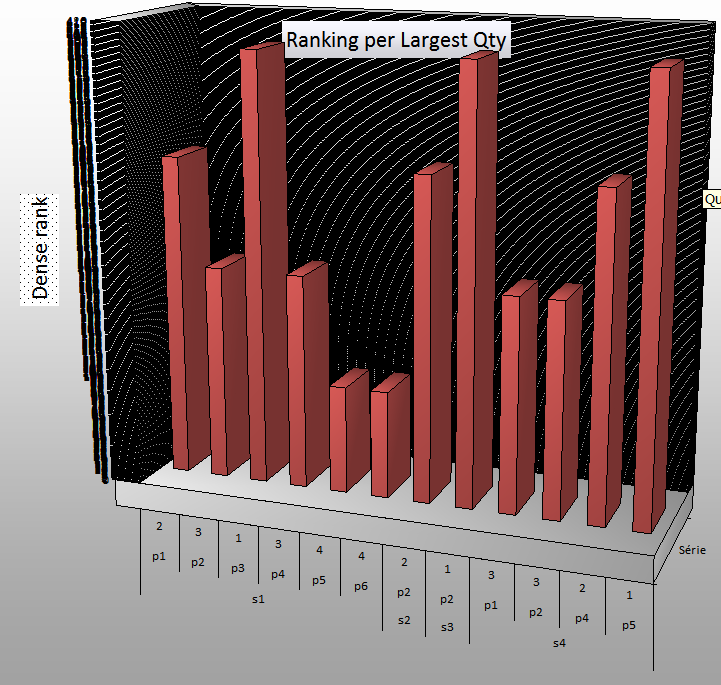 Ranking per Largest Qty
Dense rank
Qu
2 3 1 3 4 4 2 1 3 3 2 1
p1 p2 p3 p4 p5 p6 p2 p2 p1 p2 p4 p5
s1 s2 s3 s4
Série